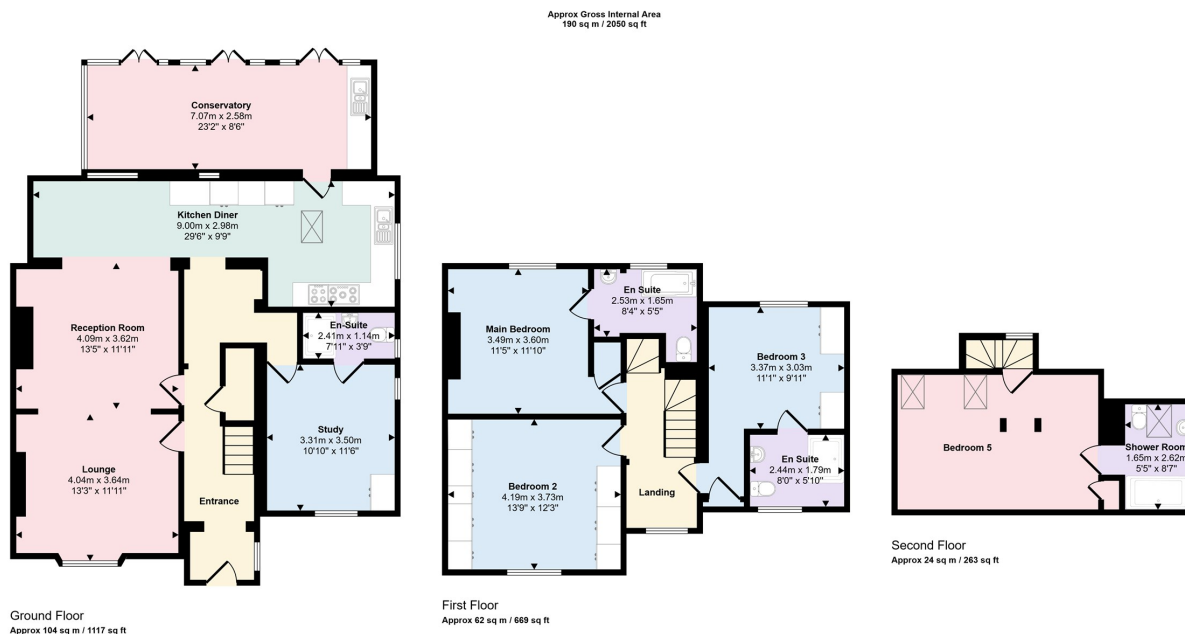 Approx Gross Internal Area
190 sq m / 2050 sq ft
Conservatory
7.07m x 2.58m
23'2" x 8'6"
Kitchen Diner
9.00m x 2.98m
29'6" x 9'9"
Reception Room
4.09m x 3.62m
13'5" x 11'11"
En-Suite
2.41m x 1.14m
7'11" x 3'9"
Study
3.31m x 3.50m
10'10" x 11'6"
Lounge
4.04m x 3.64m
13'3" x 11'11"
Entrance
Ground Floor
Approx 104 sq m / 1117 sq ft
Main Bedroom
3.49m x 3.60m
11'5" x 11'10"
En Suite
2.53m x 1.65m
8'4" x 5'5"
Bedroom 3
3.37m x 3.03m
11'1" x 9'11"
Bedroom 2
4.19m x 3.73m
13'9" x 12'3"
Landing
En Suite
2.44m x 1.79m
8'0" x 5'10"
First Floor
Approx 62 sq m / 669 sq ft
Bedroom 5
Shower Room
1.65m x 2.62m
5'5" x 8'7"
Second Floor
Approx 24 sq m / 263 sq ft